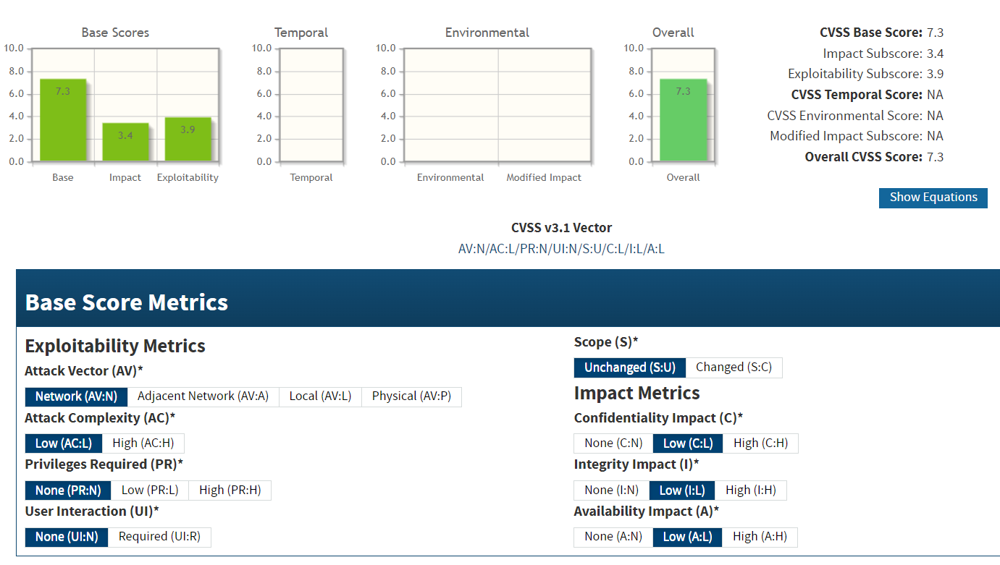 Base Scores
10.0
8.0
6.0
4.0
2.0
0.0
7.3
3.4
3.9
Base Impact Exploitability
Temporal
10.0
8.0
6.0
4.0
2.0
0.0
Temporal
Environmental
10.0
8.0
6.0
4.0
2.0
0.0
Environmental Modified Impact
Overall
10.0
8.0
6.0
4.0
2.0
0.0
7.3
Overall
CVSS Base Score: 7.3
Impact Subscore: 3.4
Exploitability Subscore: 3.9
CVSS Temporal Score: NA
CVSS Environmental Score: NA
Modified Impact Subscore: NA
Overall CVSS Score: 7.3
Show Equations
CVSS v3.1 Vector
AV:N/AC:L/PR:N/UI:N/S:U/C:L/I:L/A:L
Base Score Metrics
Exploitability Metrics
Attack Vector (AV)*
Network (AV:N) Adjacent Network (AV:A) Local (AV:L) Physical (AV:P)
Attack Complexity (AC)*
Low (AC:L) High (AC:H)
Privileges Required (PR)*
None (PR:N) Low (PR:L) High (PR:H)
User Interaction (UI)*
None (UI:N) Required (UI:R)
Scope (S)*
Unchanged (S:U) Changed (S:C)
Impact Metrics
Confidentiality Impact (C)*
None (C:N) Low (C:L) High (C:H)
Integrity Impact (I)*
None (I:N) Low (I:L) High (I:H)
Availability Impact (A)*
None (A:N) Low (A:L) High (A:H)